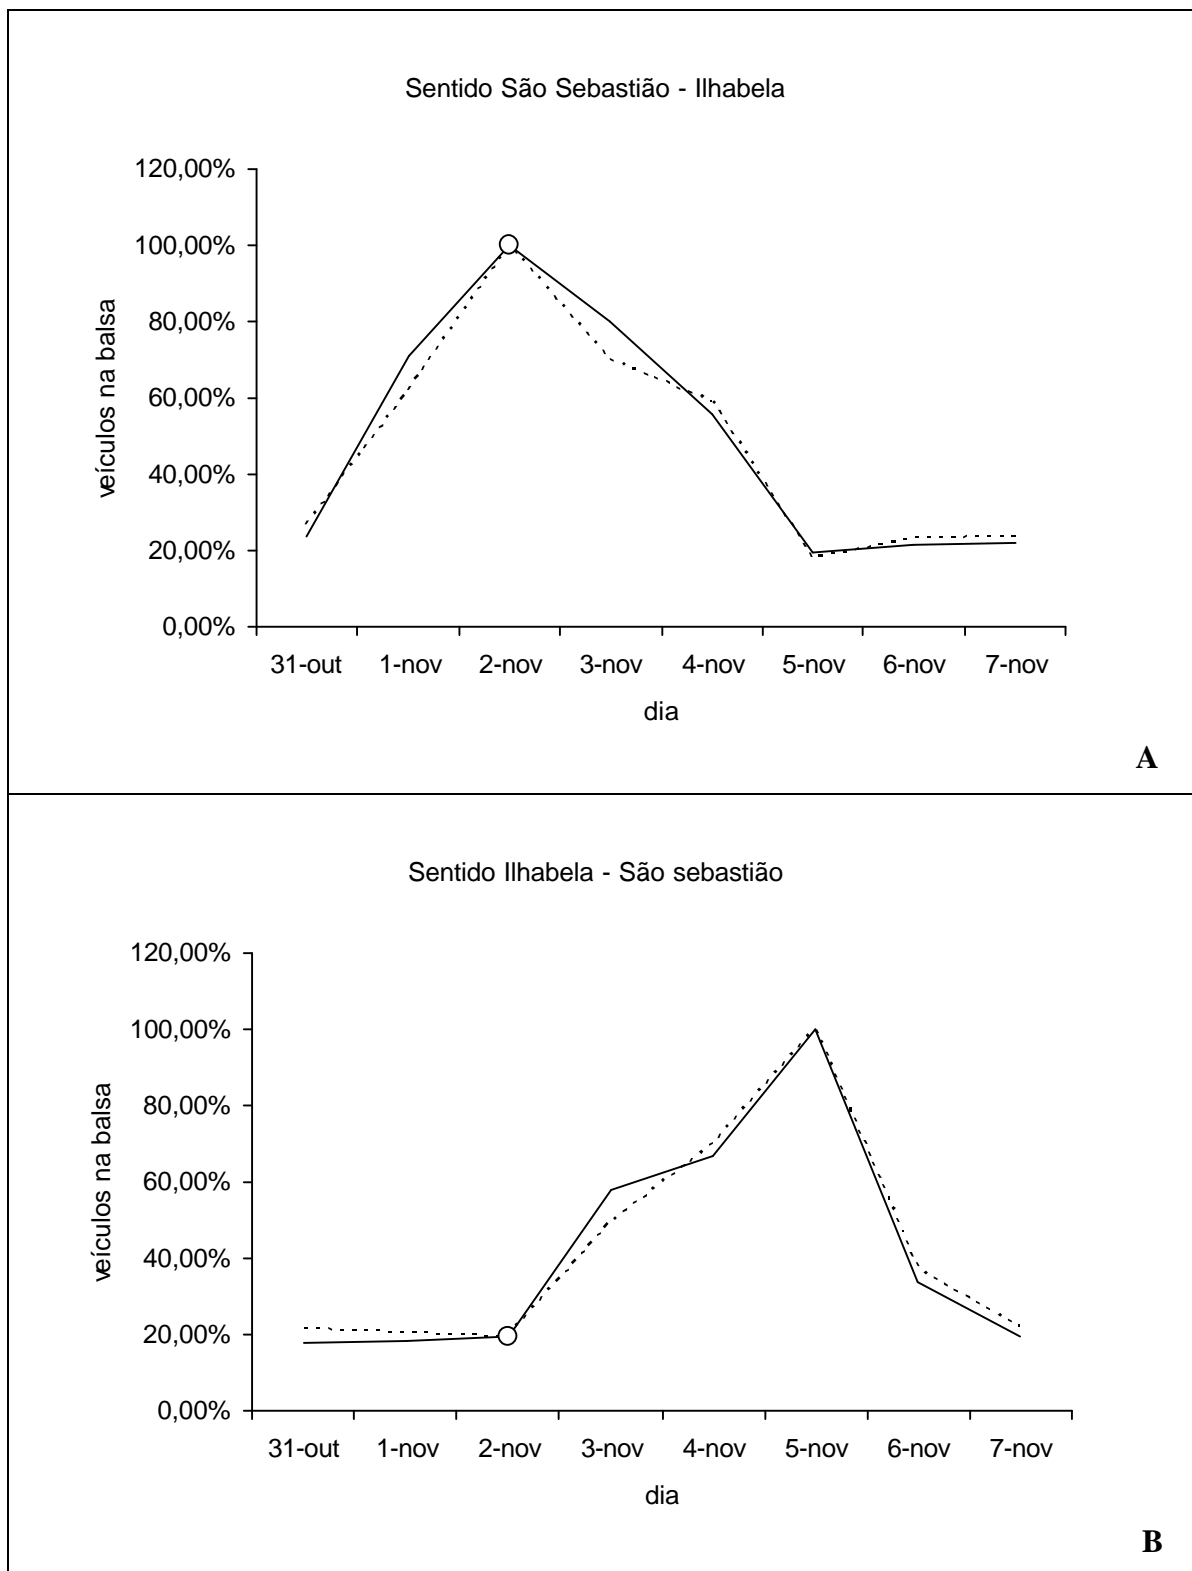 Sentido São Sebastião - Ilhabela
120,00%
100,00%
80,00%
60,00%
40,00%
20,00%
0,00%
veículos na balsa
31-out 1-nov 2-nov 3-nov 4-nov 5-nov 6-nov 7-nov
dia
A
Sentido Ilhabela - São sebastião
120,00%
100,00%
80,00%
60,00%
40,00%
20,00%
0,00%
veículos na balsa
31-out 1-nov 2-nov 3-nov 4-nov 5-nov 6-nov 7-nov
dia
B